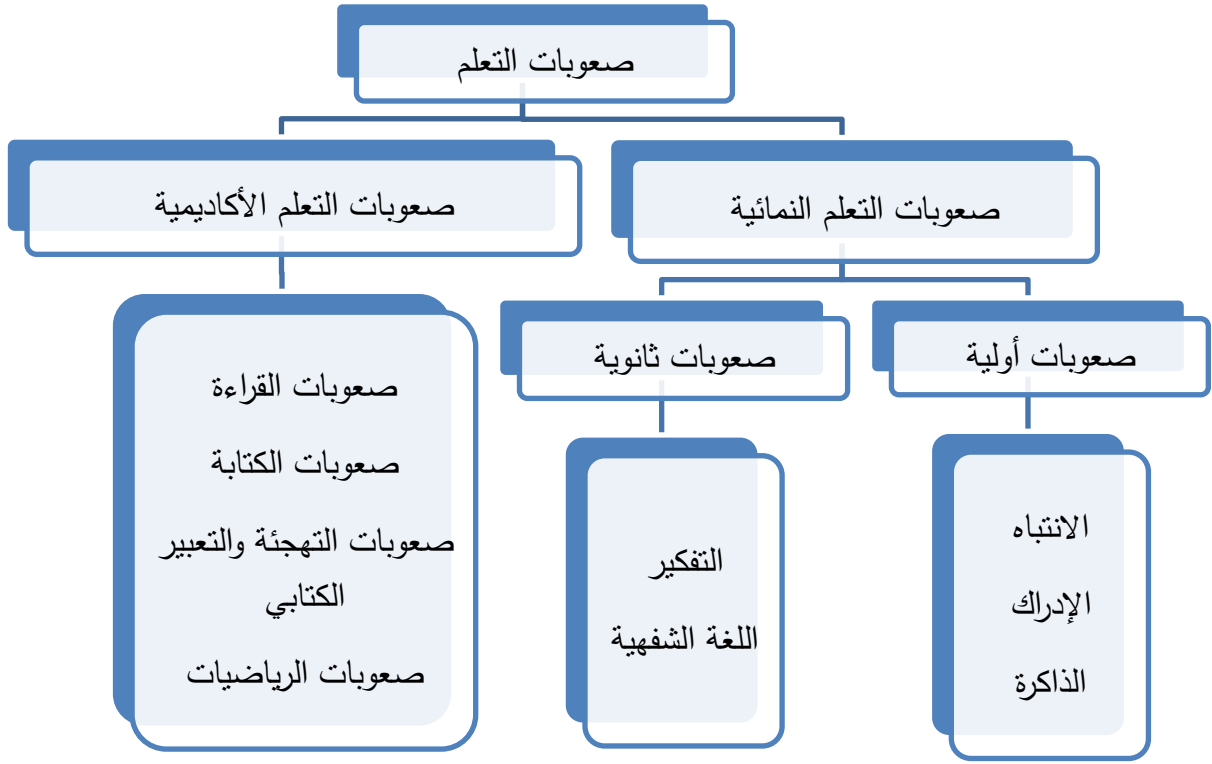 صعوبات التعلم
صعوبات التعلم النمائية
صعوبات التعلم الأكاديمية
صعوبات أولية
صعوبات ثانوية
الانتباه
الإدراك
الذاكرة
التفكير
اللغة الشفهية
صعوبات القراءة
صعوبات الكتابة
صعوبات التهجئة والتعبير
الكتابي
صعوبات الرياضيات